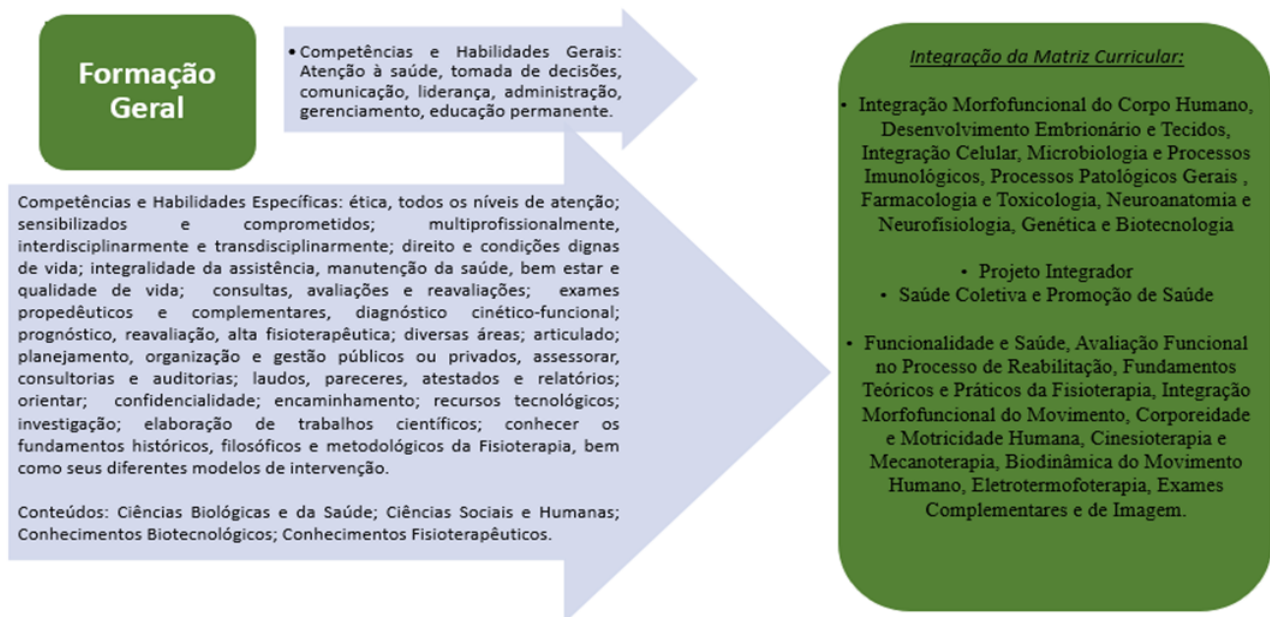 Formação
Geral
• Competências e Habilidades Gerais:
Atenção à saúde, tomada de decisões,
comunicação, liderança, administração,
gerenciamento, educação permanente.
Competências e Habilidades Específicas: ética, todos os níveis de atenção;
sensibilizados e comprometidos; multiprofissionalmente,
interdisciplinarmente e transdisciplinarmente; direito e condições dignas
de vida; integralidade da assistência, manutenção da saúde, bem estar e
qualidade de vida; consultas, avaliações e reavaliações; exames
propedêuticos e complementares, diagnóstico cinético-funcional;
prognóstico, reavaliação, alta fisioterapêutica; diversas áreas; articulado;
planejamento, organização e gestão públicos ou privados, assessorar,
consultorias e auditorias; laudos, pareceres, atestados e relatórios;
orientar; confidencialidade; encaminhamento; recursos tecnológicos;
investigação; elaboração de trabalhos científicos; conhecer os
fundamentos históricos, filosóficos e metodológicos da Fisioterapia, bem
como seus diferentes modelos de intervenção.
Conteúdos: Ciências Biológicas e da Saúde; Ciências Sociais e Humanas;
Conhecimentos Biotecnológicos; Conhecimentos Fisioterapêuticos.
Integração da Matriz Curricular:
• Integração Morfofuncional do Corpo Humano,
Desenvolvimento Embrionário e Tecidos,
Integração Celular, Microbiologia e Processos
Imunológicos, Processos Patológicos Gerais ,
Farmacologia e Toxicologia, Neuroanatomia e
Neurofisiologia, Genética e Biotecnologia
• Projeto Integrador
• Saúde Coletiva e Promoção de Saúde
• Funcionalidade e Saúde, Avaliação Funcional
no Processo de Reabilitação, Fundamentos
Teóricos e Práticos da Fisioterapia, Integração
Morfofuncional do Movimento, Corporeidade
e Motricidade Humana, Cinesioterapia e
Mecanoterapia, Biodinâmica do Movimento
Humano, Eletrotermofoterapia, Exames
Complementares e de Imagem.